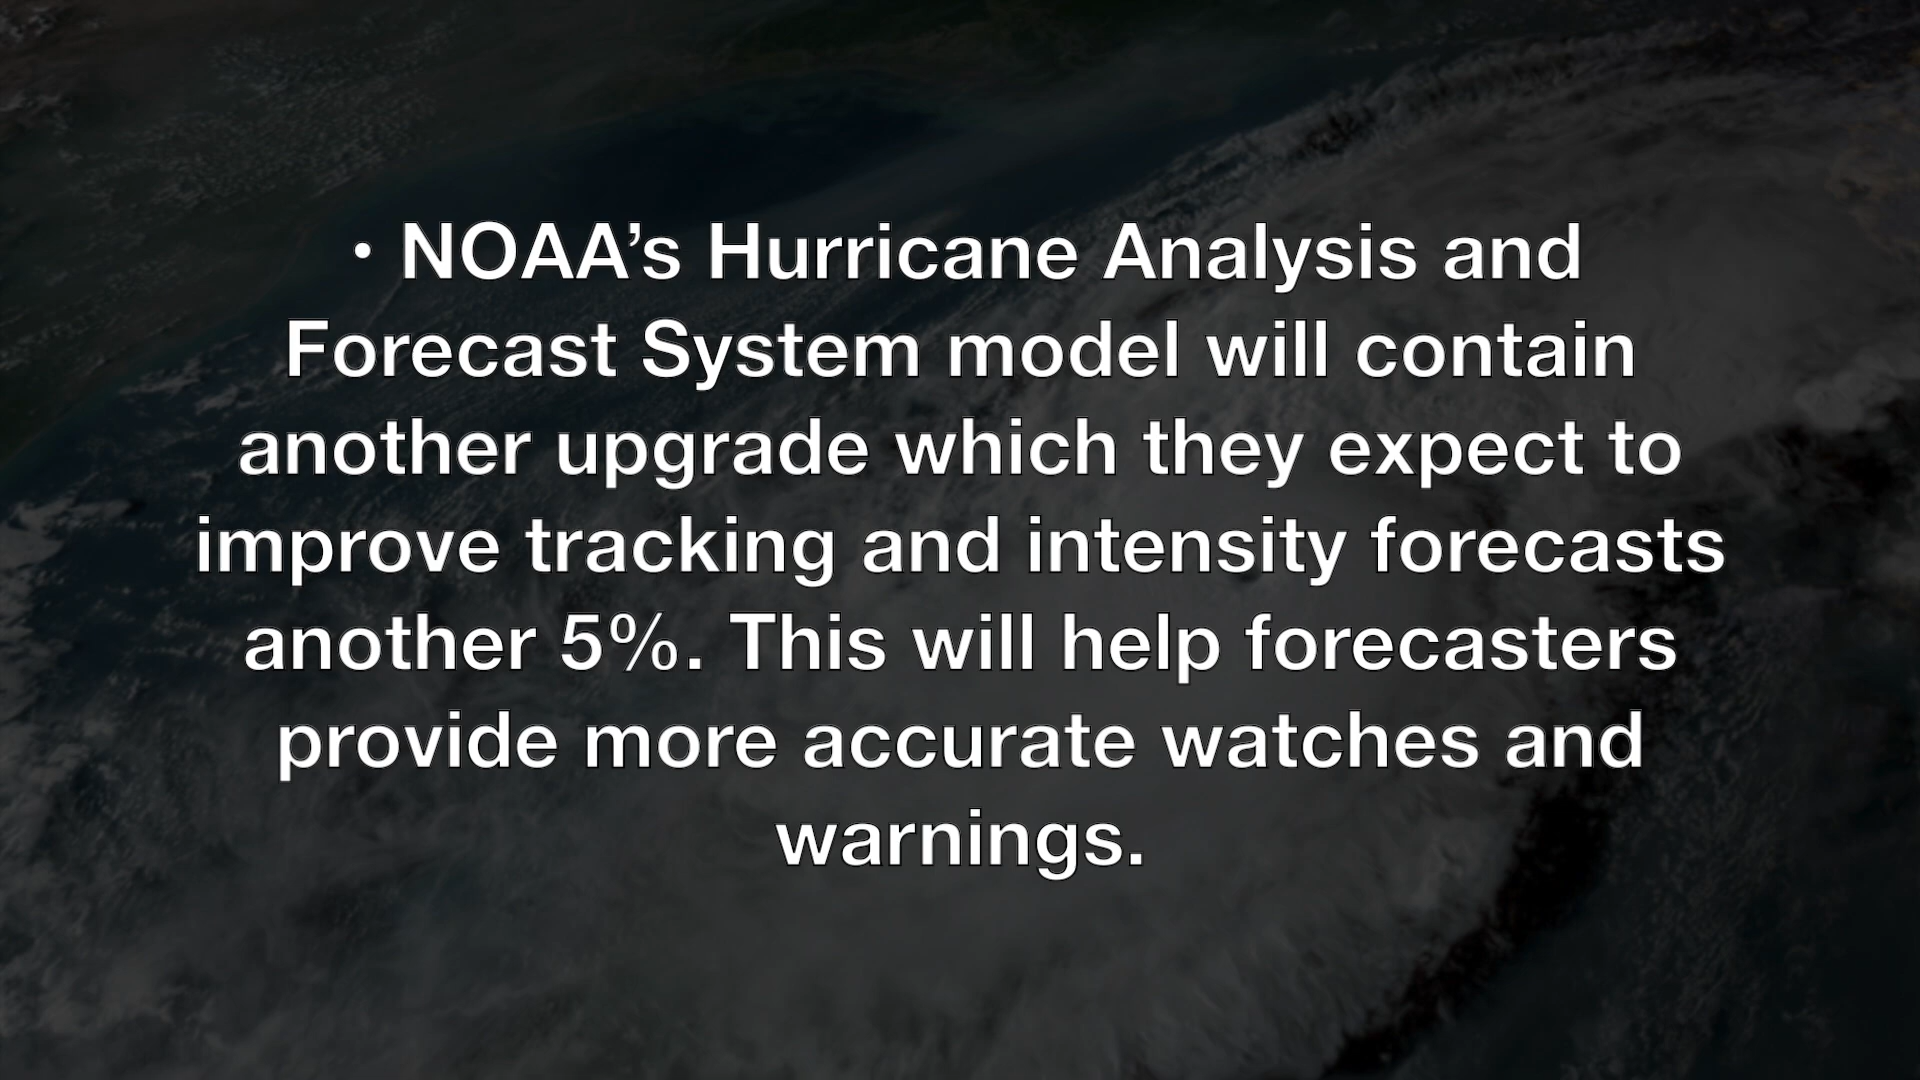 • NOAA’s Hurricane Analysis and
Forecast System model will contain
another upgrade which they expect to
improve tracking and intensity forecasts
another 5%. This will help forecasters
provide more accurate watches and
warnings.